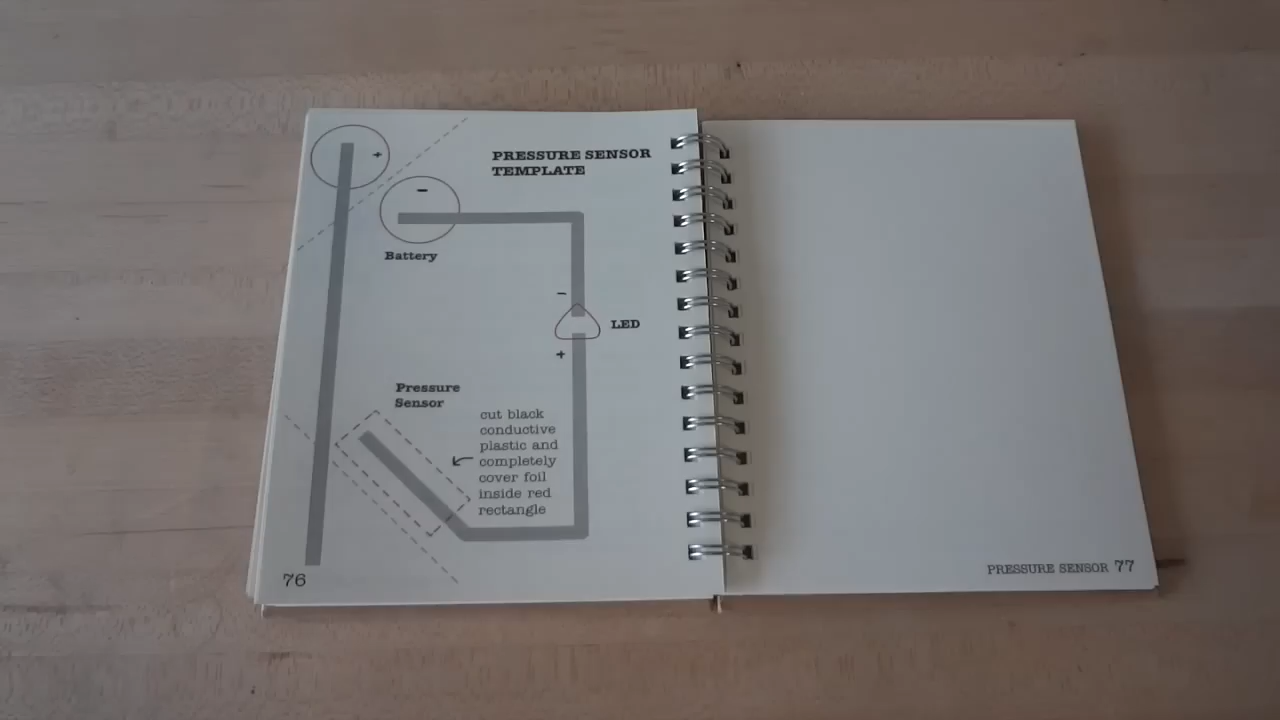 PRESSURE SENSOR
TEMPLATE
+
-
Battery
-
LED
+
Pressure
Sensor
cut black
conductive
plastic and
completely
cover foil
inside red
rectangle
76
PRESSURE SENSOR 77